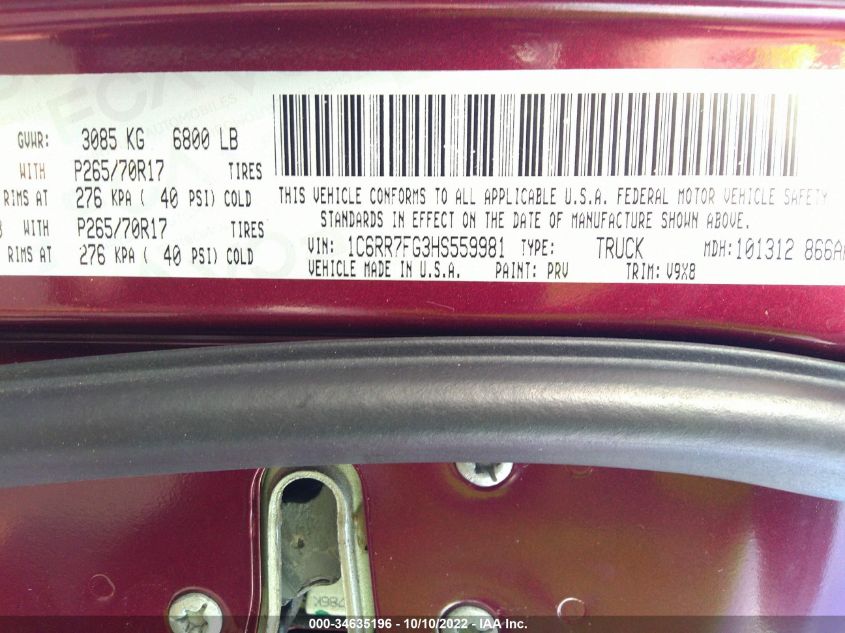 GVWR: 3085 KG 6800 LB
WITH P265/70R17 TIRES
RIMS AT 276 KPA ( 40 PSI) COLD
WITH P265/70R17 TIRES
RIMS AT 276 KPA ( 40 PSI) COLD
THIS VEHICLE CONFORMS TO ALL APPLICABLE U.S.A. FEDERAL MOTOR VEHICLE SAFETY
STANDARDS IN EFFECT ON THE DATE OF MANUFACTURE SHOWN ABOVE.
VIN: 1C6RR7FG3HS559981 TYPE: TRUCK MDH: 101312 866A
VEHICLE MADE IN U.S.A. PAINT: PRV TRIM: V9X8
786K
000-34635196 - 10/10/2022 - IAA Inc.